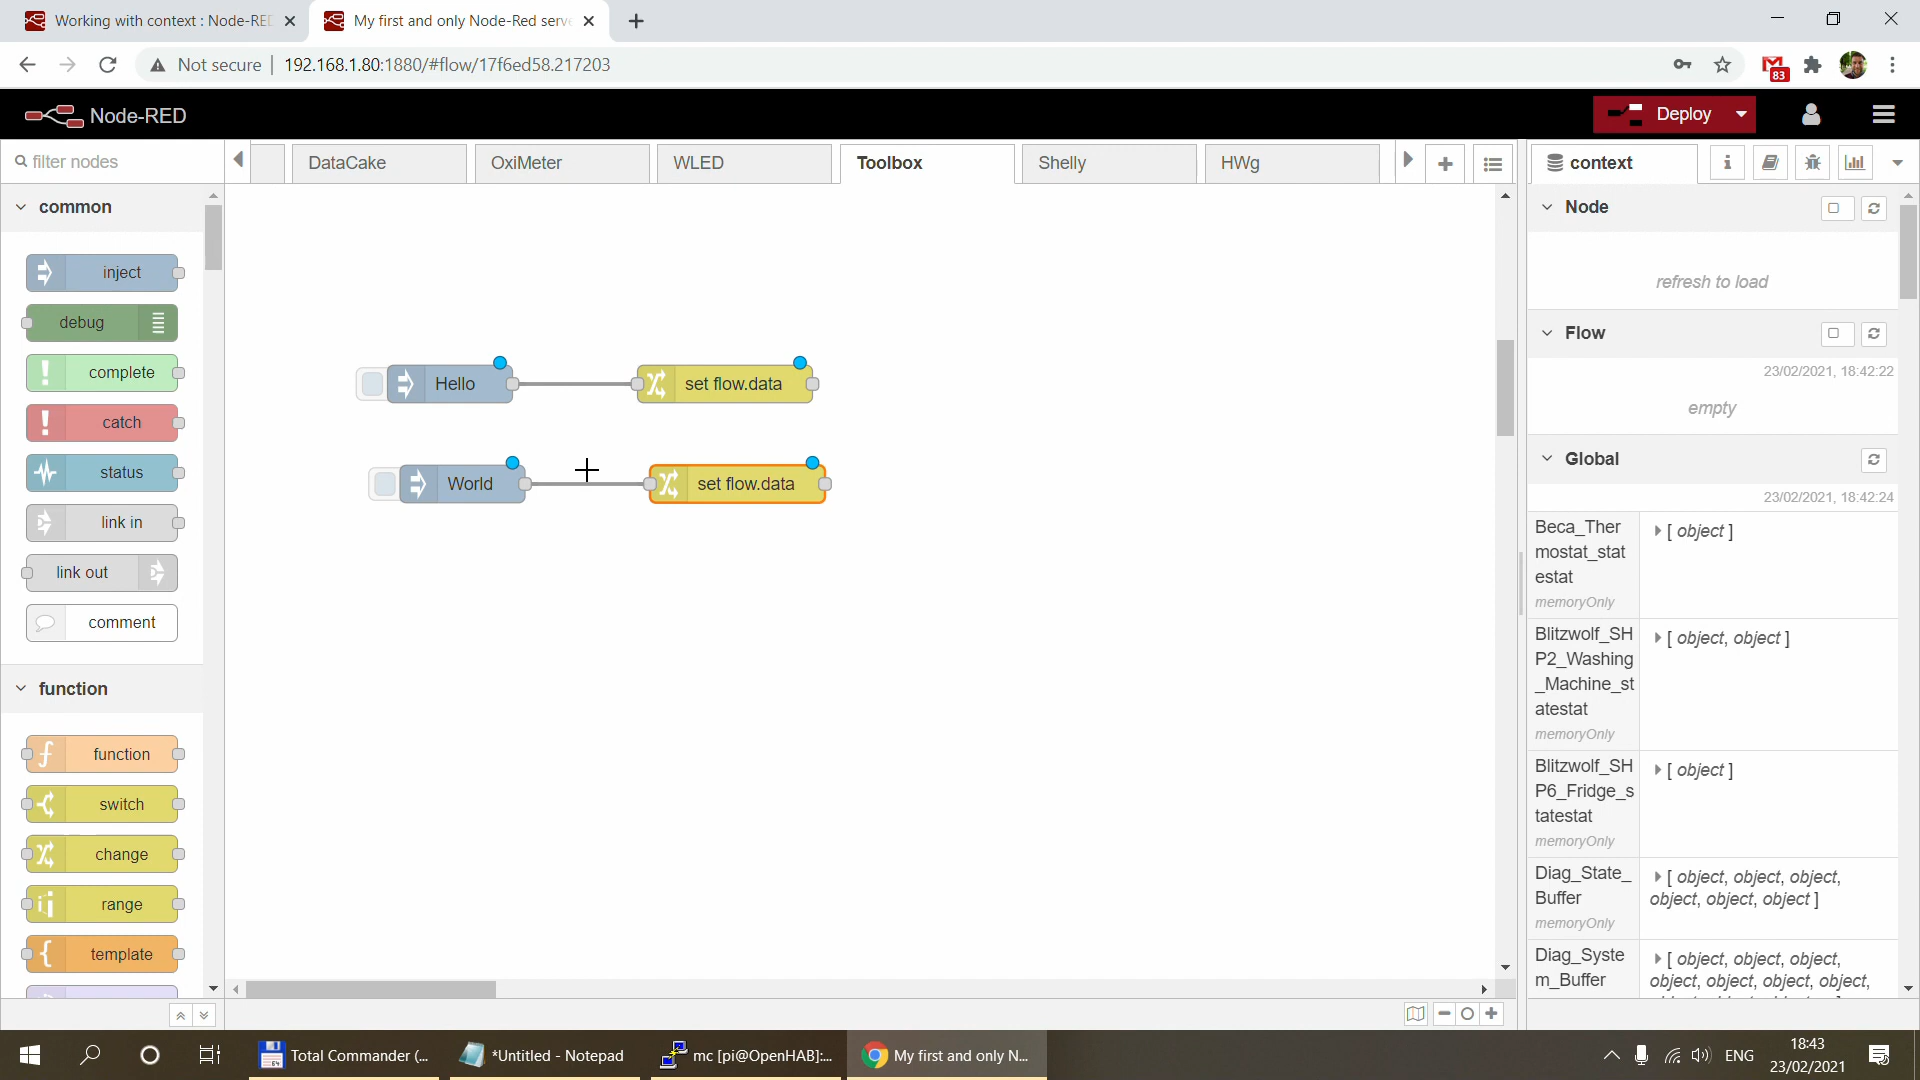 Working with context : Node-RE
My first and only Node-Red serve
Not secure
192.168.1.80:1880/#flow/17f6ed58.217203
83
Node-RED
Deploy
filter nodes
DataCake
OxiMeter
WLED
Toolbox
Shelly
HWg
context
i
common
inject
debug
complete
catch
status
link in
link out
comment
function
function
switch
change
range
template
Hello
set flow.data
World
set flow.data
Node
refresh to load
Flow
23/02/2021, 18:42:22
empty
Global
23/02/2021, 18:42:24
Beca_Ther
mostat_stat
estat
memoryOnly
[ object ]
Blitzwolf_SH
P2_Washing
_Machine_st
atestat
memoryOnly
[ object, object ]
Blitzwolf_SH
P6_Fridge_s
tatestat
memoryOnly
[ object ]
Diag_State_
Buffer
memoryOnly
[ object, object, object,
object, object, object ]
Diag_Syste
m_Buffer
[ object, object, object,
object, object, object, object,
64
Total Commander (...
*Untitled - Notepad
mc [pi@OpenHAB]:...
My first and only N...
ENG
18:43
23/02/2021